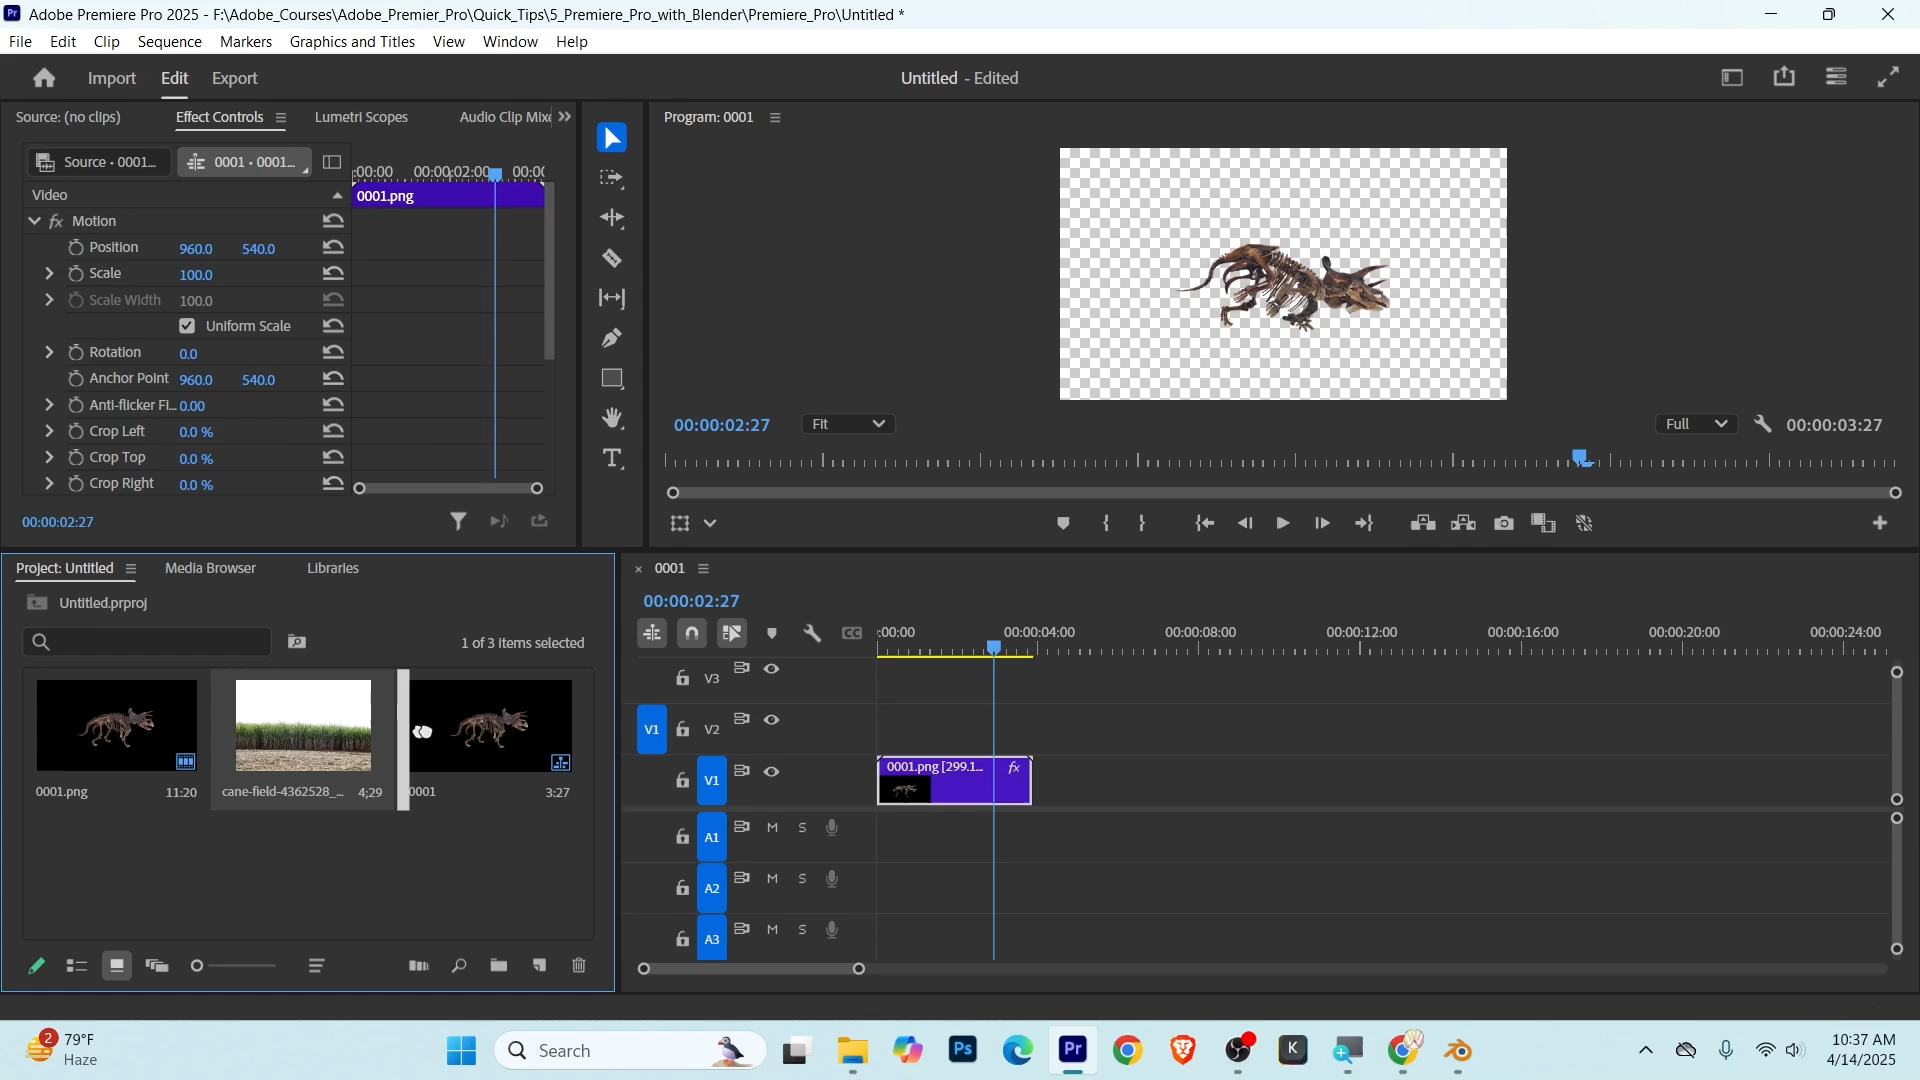 Adobe Premiere Pro 2025 - F:\Adobe_Courses\Adobe_Premier_Pro\Quick_Tips\5_Premiere_Pro_with_Blender\Premiere_Pro\Untitled *
File Edit Clip Sequence Markers Graphics and Titles View Window Help
Import Edit Export
Untitled - Edited
Source: (no clips) Effect Controls Lumetri Scopes Audio Clip Mixe
Program: 0001
Source • 0001... 0001 • 0001...
:00:00 00:00:02:00 00:00
Video
0001.png
Motion
Position 960.0 540.0
Scale 100.0
Scale Width 100.0
Uniform Scale
Rotation 0.0
Anchor Point 960.0 540.0
Anti-flicker Fi... 0.00
Crop Left 0.0 %
Crop Top 0.0 %
Crop Right 0.0 %
00:00:02:27
00:00:02:27 Fit Full 00:00:03:27
Project: Untitled Media Browser Libraries
Untitled.prproj
1 of 3 items selected
0001.png 11:20
cane-field-4362528_... 4;29
0001 3:27
0001
00:00:02:27
:00:00 00:00:04:00 00:00:08:00 00:00:12:00 00:00:16:00 00:00:20:00 00:00:24:00
V3
V1 V2
V1
0001.png [299.1... fx
A1 M S
A2 M S
A3 M S
2 79°F
Haze
Search
10:37 AM
4/14/2025